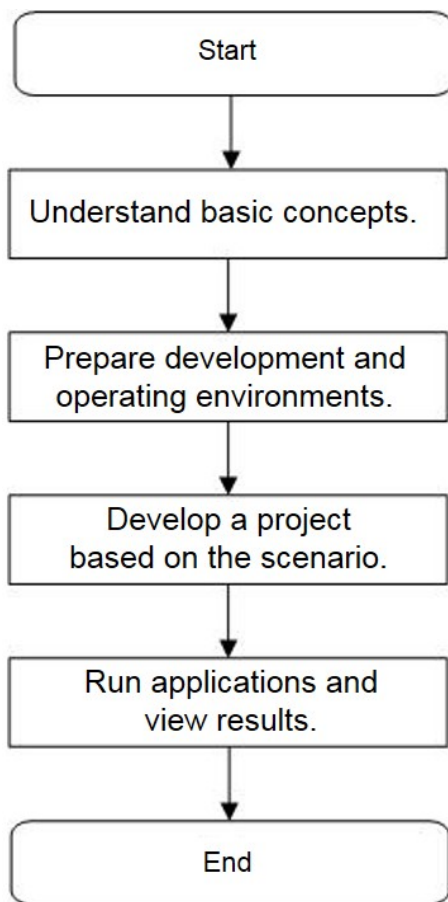 Start
Understand basic concepts.
Prepare development and
operating environments.
Develop a project
based on the scenario.
Run applications and
view results.
End